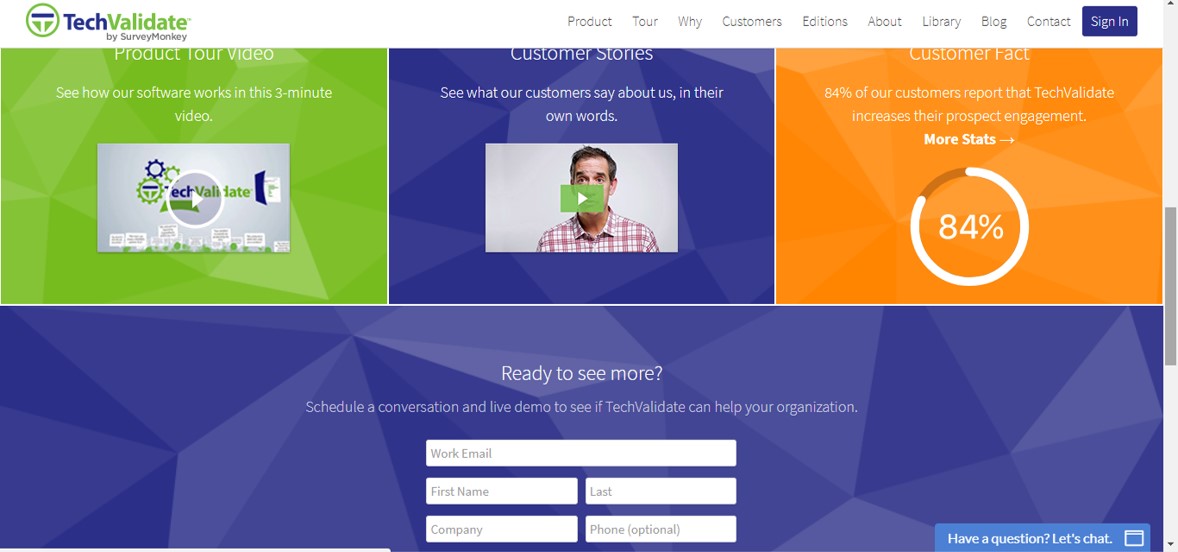 TechValidate
by SurveyMonkey
Product Tour Why Customers Editions About Library Blog Contact Sign In
Product Tour Video
See how our software works in this 3-minute
video.
TechValidate
Customer Stories
See what our customers say about us, in their
own words.
Customer Fact
84% of our customers report that TechValidate
increases their prospect engagement.
More Stats →
84%
Ready to see more?
Schedule a conversation and live demo to see if TechValidate can help your organization.
Work Email
First Name Last
Company Phone (optional)
Have a question? Let's chat.